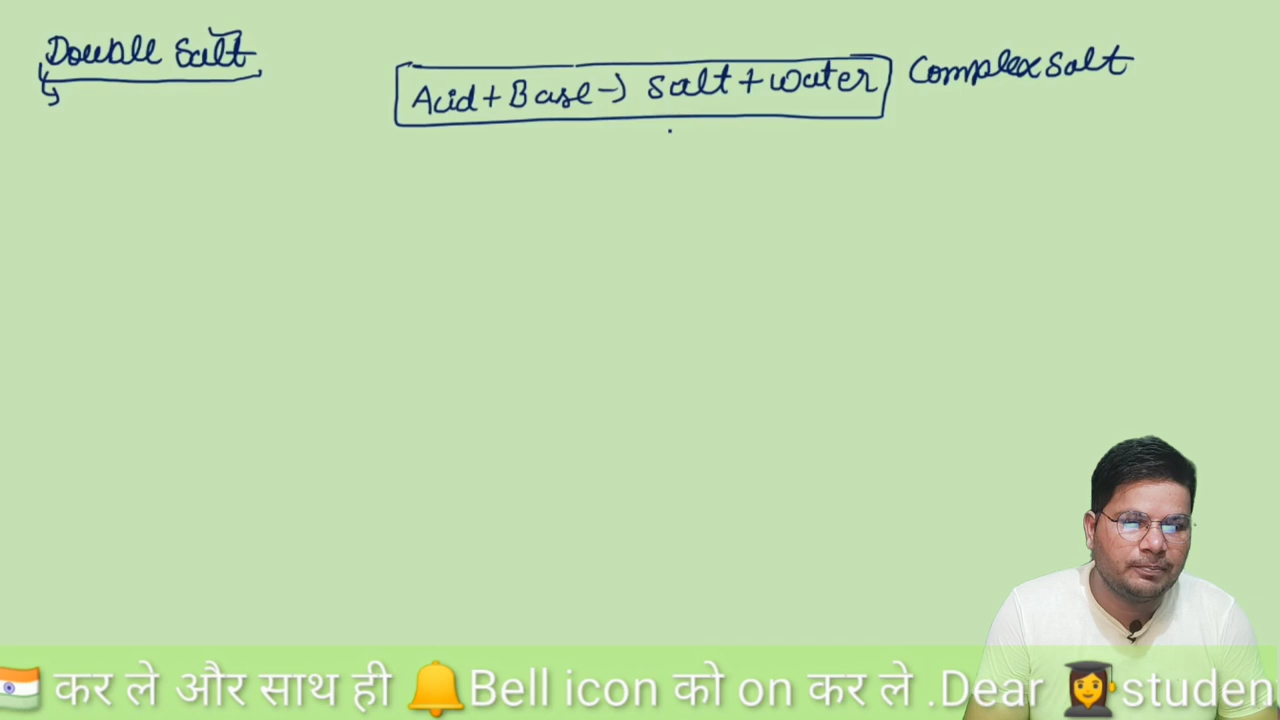 Double Salt
Acid + Base → Salt + water
Complex Salt
कर ले और साथ ही 🔔Bell icon को on कर ले .Dear 👩‍🎓studen